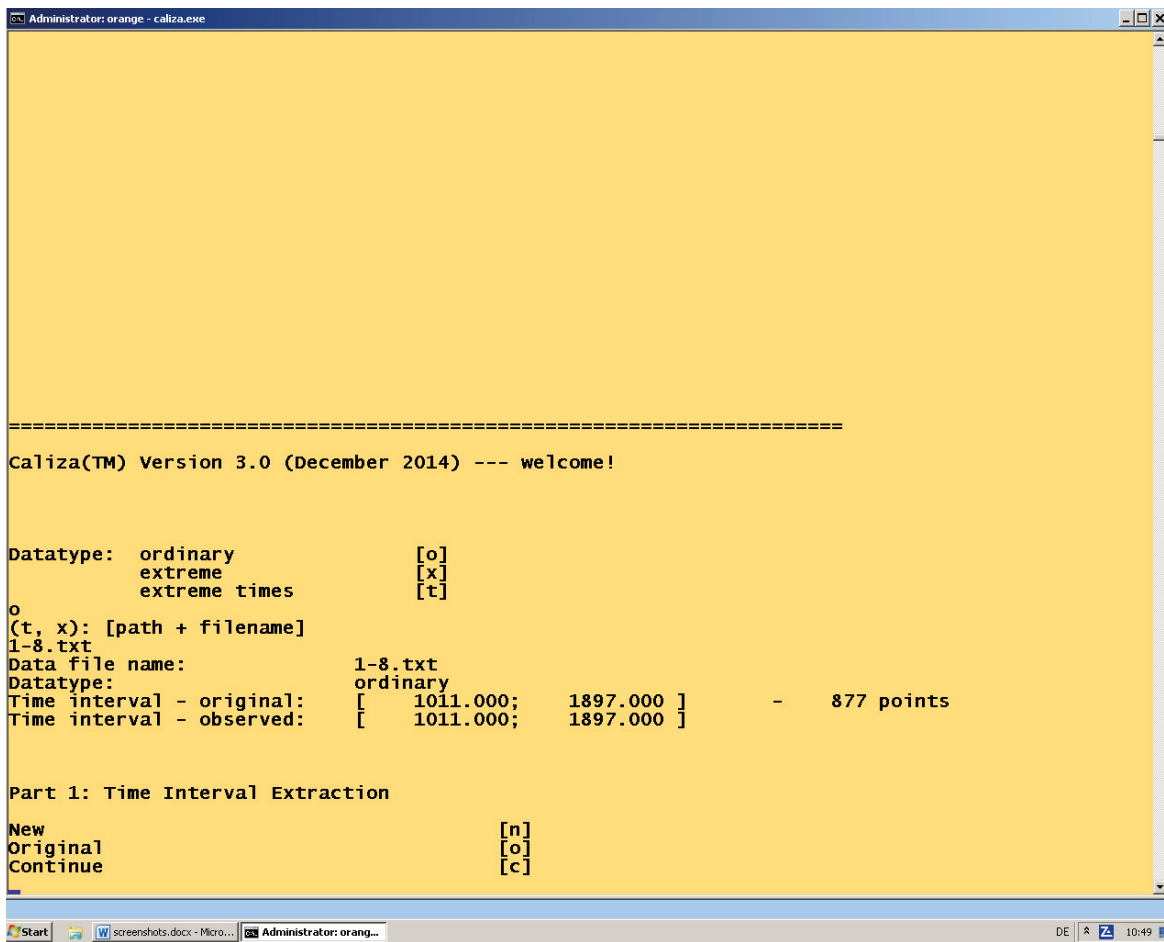 Administrator: orange - caliza.exe
======================================================================
Caliza(TM) Version 3.0 (December 2014) --- welcome!
Datatype: ordinary [o]
extreme [x]
extreme times [t]
o
(t, x): [path + filename]
1-8.txt
Data file name: 1-8.txt
Datatype: ordinary
Time interval - original: [ 1011.000; 1897.000 ] - 877 points
Time interval - observed: [ 1011.000; 1897.000 ]
Part 1: Time Interval Extraction
New [n]
Original [o]
Continue [c]
Start screenshots.docx - Micro... Administrator: orang... DE 10:49